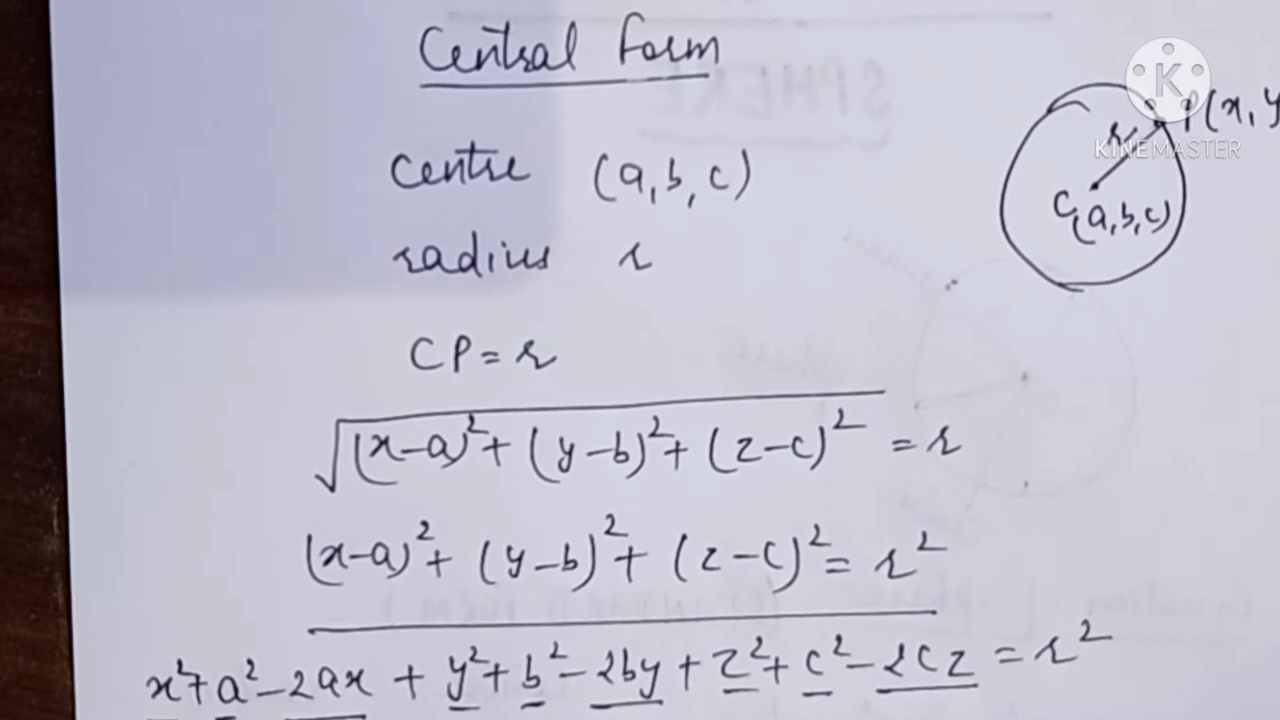 Central Form
K
KINEMASTER
P(x, y
r
C(a,b,c)
centre (a,b,c)
radius r
CP = r
√(x-a)²+ (y-b)²+ (z-c)² = r
(x-a)²+ (y-b)²+ (z-c)² = r²
x²+ a²-2ax + y²+ b²-2by + z²+ c²-2cz = r²
SPHERE